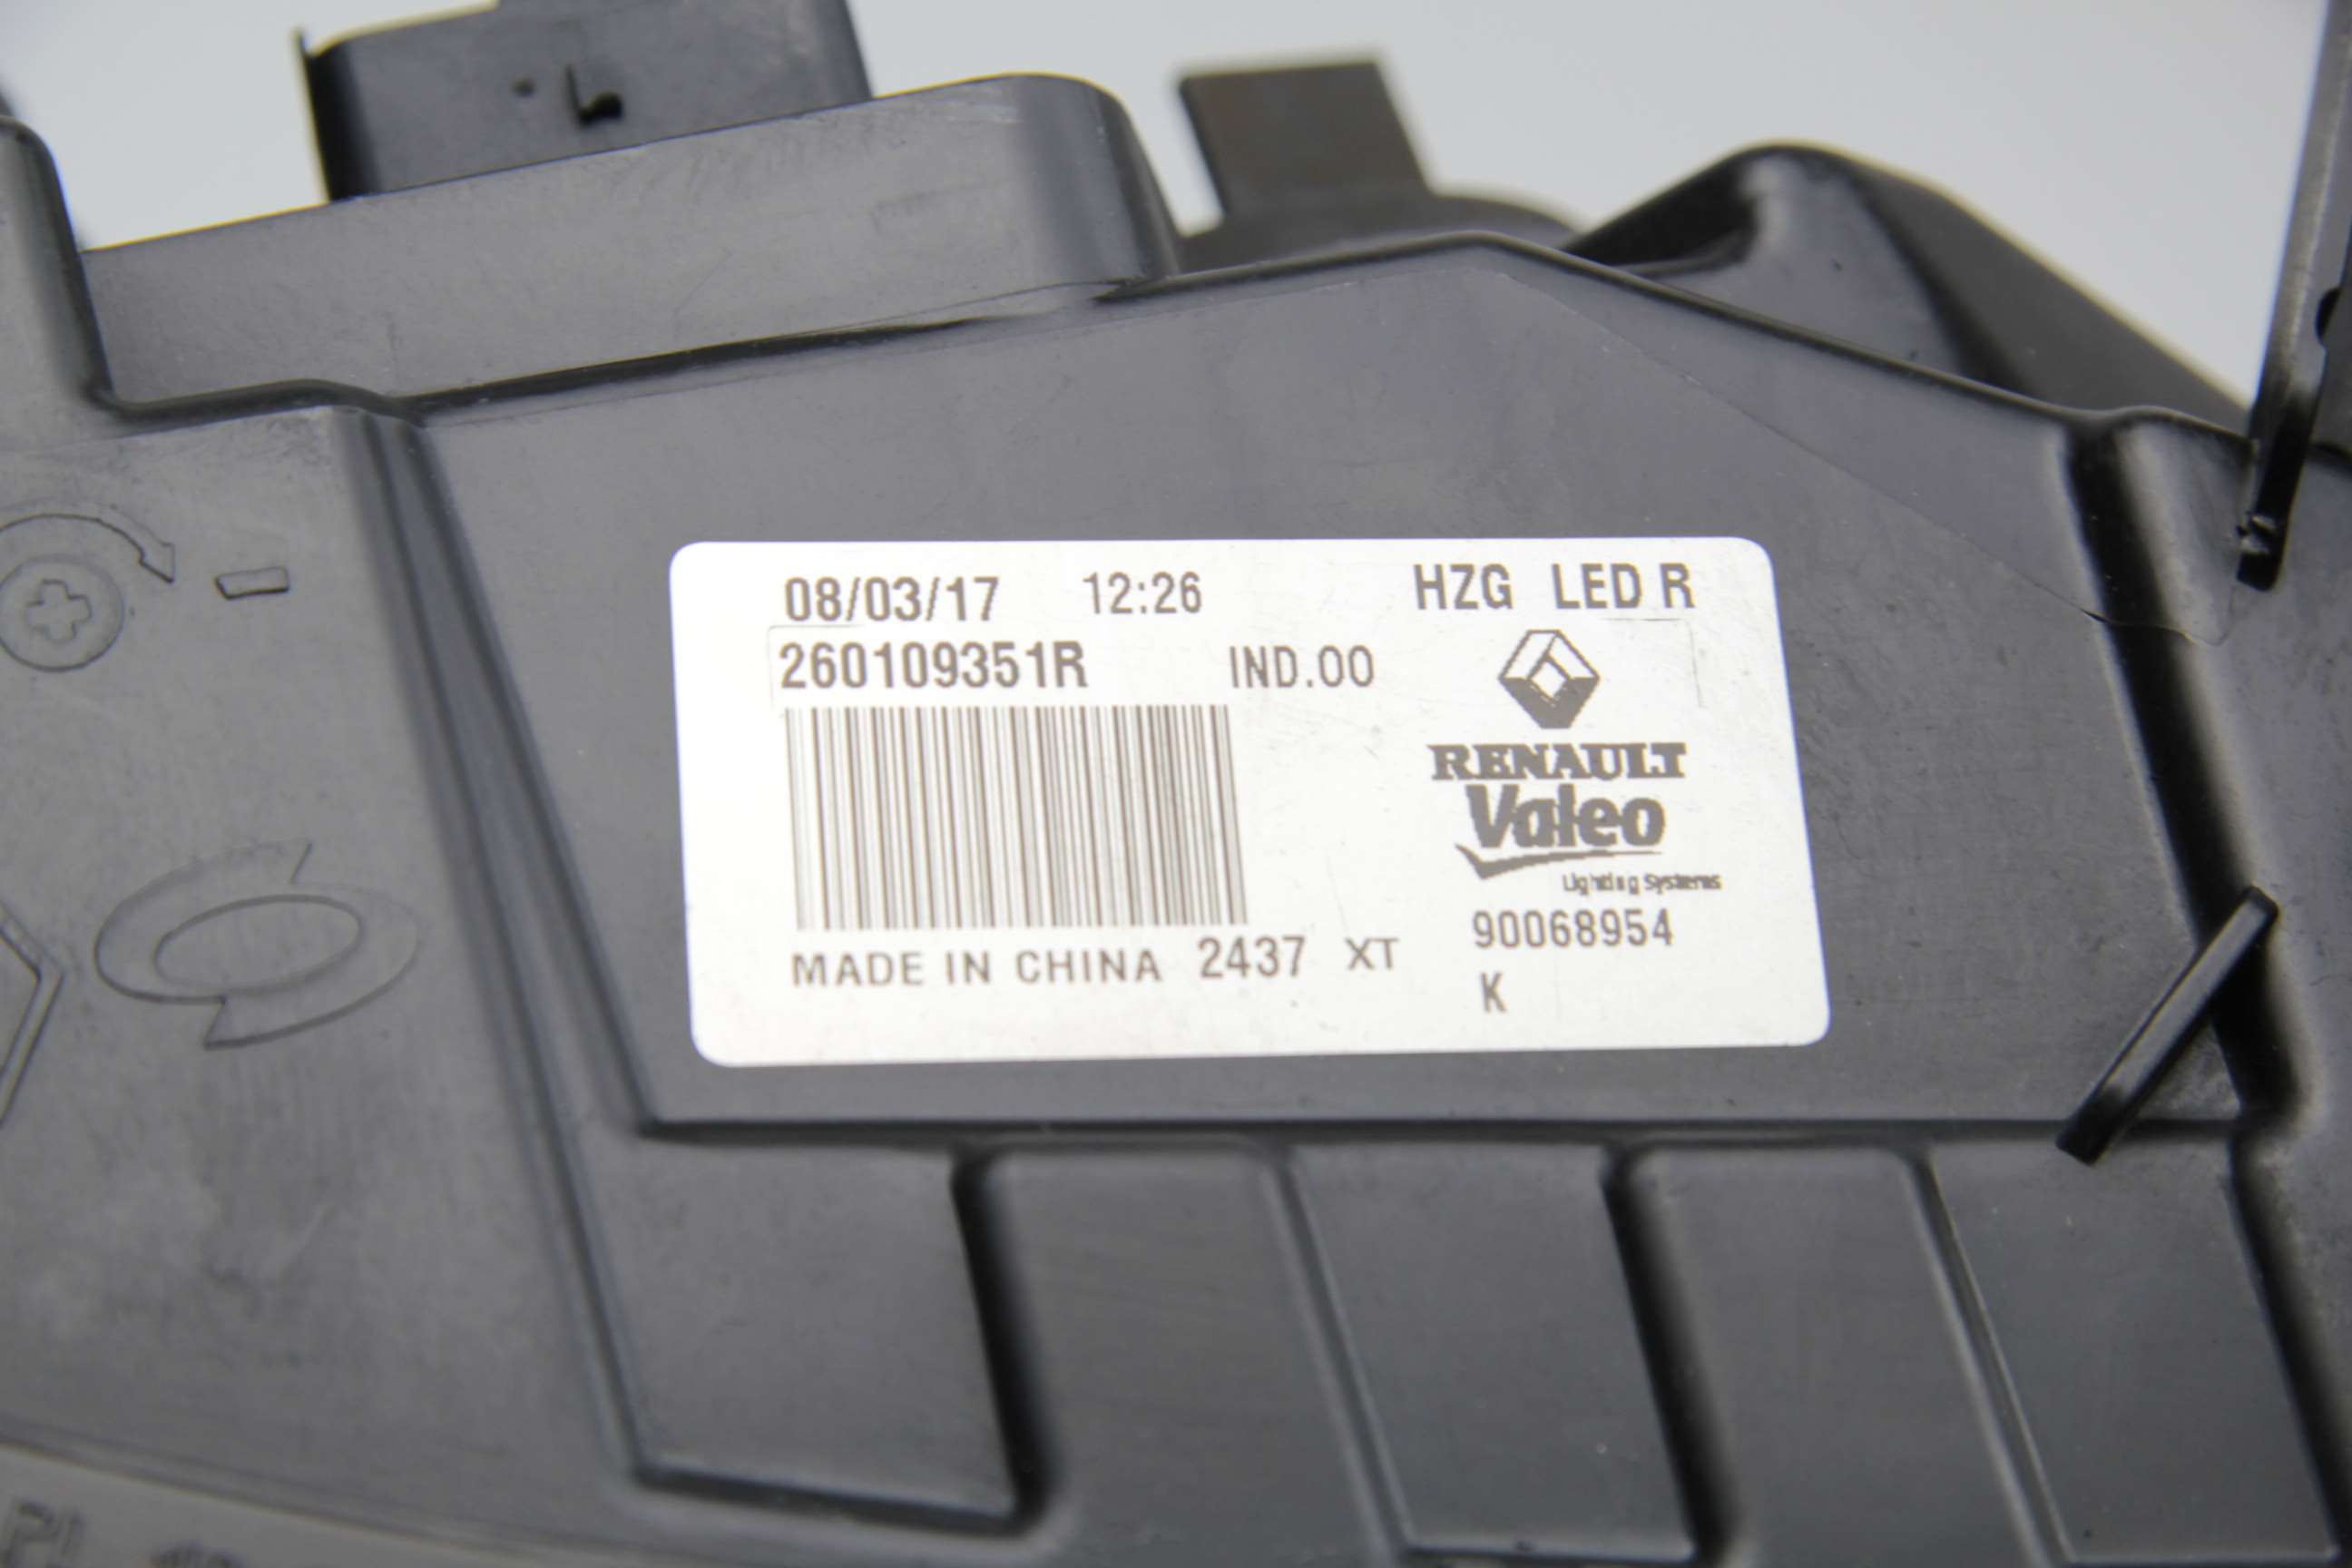 08/03/17 12:26 HZG LED R
260109351R IND.00
RENAULT
Valeo
Lighting Systems
90068954
MADE IN CHINA 2437 XT
K